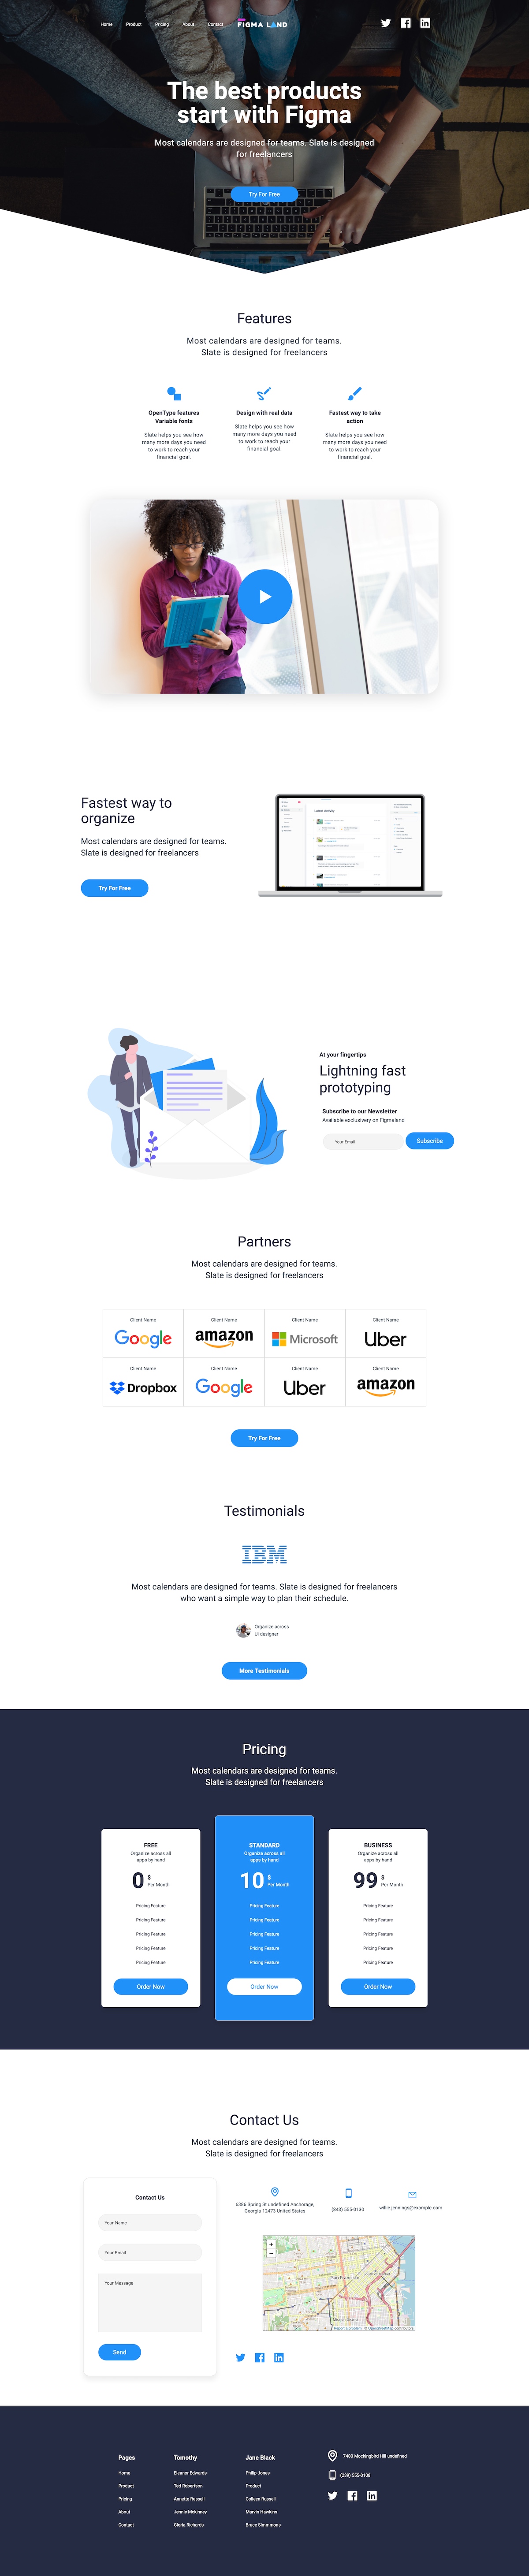 Home Product Pricing About Contact FIGMA LAND
The best products
start with Figma
Most calendars are designed for teams. Slate is designed
for freelancers
Try For Free
Features
Most calendars are designed for teams.
Slate is designed for freelancers
OpenType features
Variable fonts
Slate helps you see how
many more days you need
to work to reach your
financial goal.
Design with real data
Slate helps you see how
many more days you need
to work to reach your
financial goal.
Fastest way to take
action
Slate helps you see how
many more days you need
to work to reach your
financial goal.
Fastest way to
organize
Most calendars are designed for teams.
Slate is designed for freelancers
Try For Free
Latest Activity
At your fingertips
Lightning fast
prototyping
Subscribe to our Newsletter
Available exclusivery on Figmaland
Your Email
Subscribe
Partners
Most calendars are designed for teams.
Slate is designed for freelancers
Client Name
Google
Client Name
amazon
Client Name
Microsoft
Client Name
Uber
Client Name
Dropbox
Client Name
Google
Client Name
Uber
Client Name
amazon
Try For Free
Testimonials
IBM
Most calendars are designed for teams. Slate is designed for freelancers
who want a simple way to plan their schedule.
Organize across
Ui designer
More Testimonials
Pricing
Most calendars are designed for teams.
Slate is designed for freelancers
FREE
Organize across all
apps by hand
0 $
Per Month
Pricing Feature
Pricing Feature
Pricing Feature
Pricing Feature
Pricing Feature
Order Now
STANDARD
Organize across all
apps by hand
10 $
Per Month
Pricing Feature
Pricing Feature
Pricing Feature
Pricing Feature
Pricing Feature
Order Now
BUSINESS
Organize across all
apps by hand
99 $
Per Month
Pricing Feature
Pricing Feature
Pricing Feature
Pricing Feature
Pricing Feature
Order Now
Contact Us
Most calendars are designed for teams.
Slate is designed for freelancers
Contact Us
Your Name
Your Email
Your Message
Send
6386 Spring St undefined Anchorage,
Georgia 12473 United States
(843) 555-0130
willie.jennings@example.com
+
−
San Francisco
Report a problem | © OpenStreetMap contributors
Pages
Home
Product
Pricing
About
Contact
Tomothy
Eleanor Edwards
Ted Robertson
Annette Russell
Jennie Mckinney
Gloria Richards
Jane Black
Philip Jones
Product
Colleen Russell
Marvin Hawkins
Bruce Simmmons
7480 Mockingbird Hill undefined
(239) 555-0108